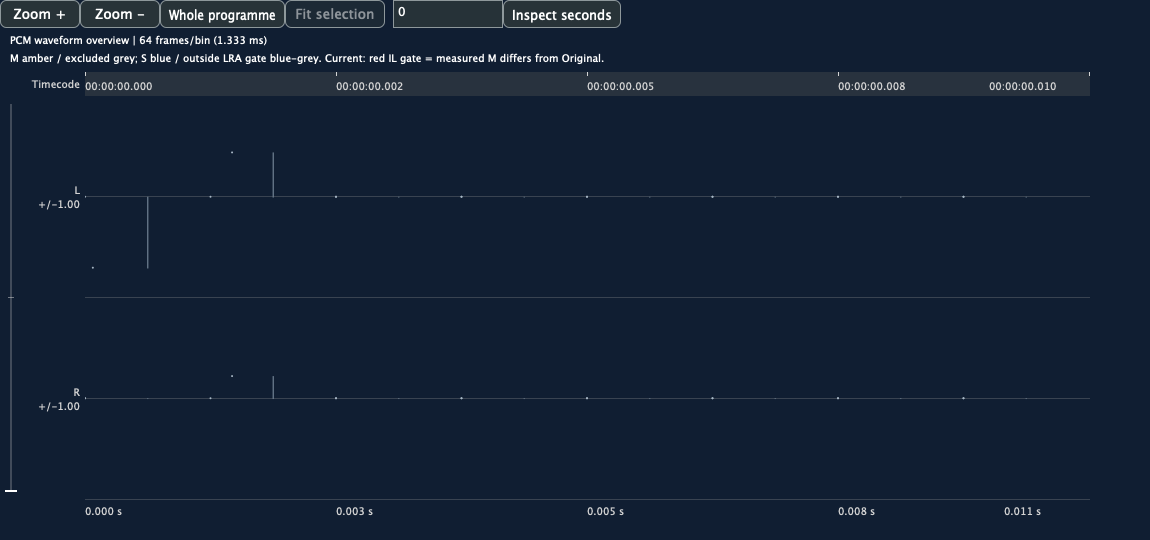 Zoom + Zoom – Whole programme Fit selection 0 Inspect seconds
PCM waveform overview | 64 frames/bin (1.333 ms)
M amber / excluded grey; S blue / outside LRA gate blue-grey. Current: red IL gate = measured M differs from Original.
Timecode 00:00:00.000 00:00:00.002 00:00:00.005 00:00:00.008 00:00:00.010
L
+/−1.00
R
+/−1.00
0.000 s 0.003 s 0.005 s 0.008 s 0.011 s